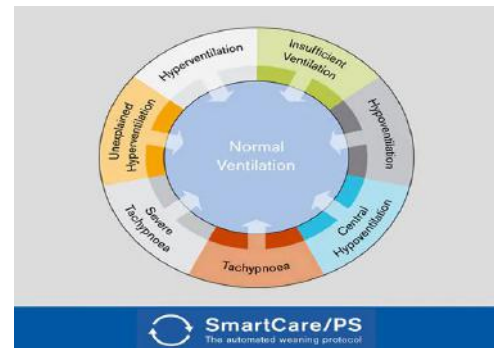 Hyperventilation
Insufficient
Ventilation
Hypoventilation
Central
Hypoventilation
Tachypnoea
Severe
Tachypnoea
Unexplained
Hyperventilation
Normal
Ventilation
SmartCare/PS
The automated weaning protocol